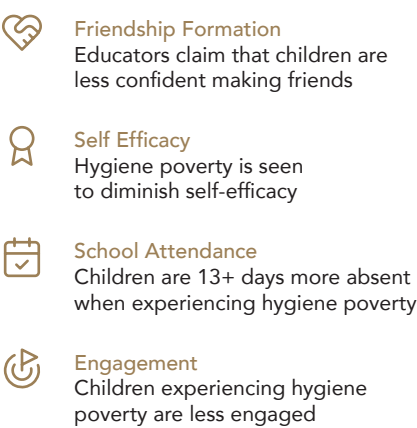 Friendship Formation
Educators claim that children are
less confident making friends
Self Efficacy
Hygiene poverty is seen
to diminish self-efficacy
School Attendance
Children are 13+ days more absent
when experiencing hygiene poverty
Engagement
Children experiencing hygiene
poverty are less engaged